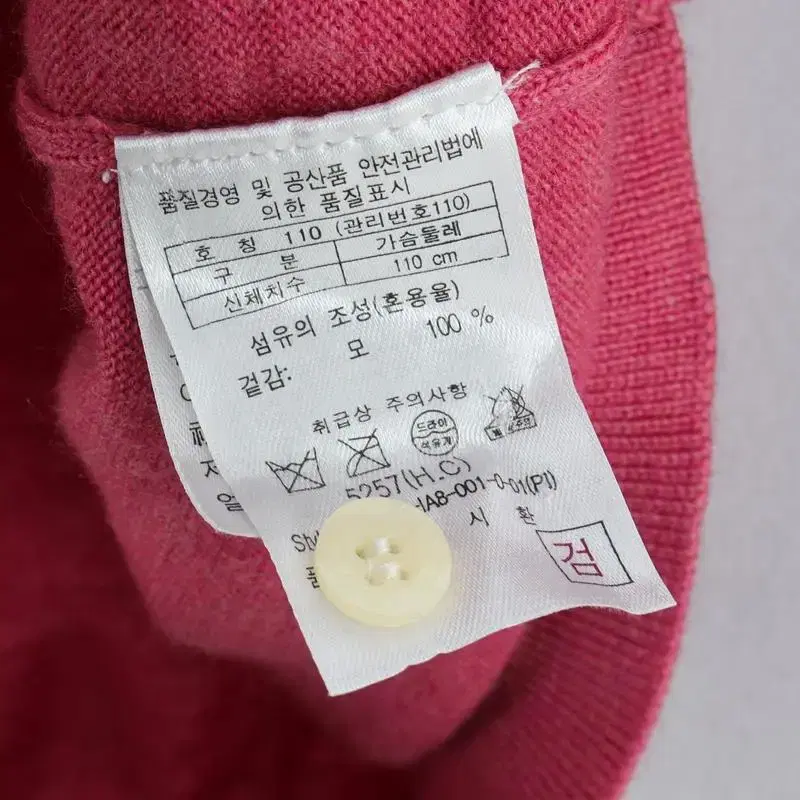 품질경영 및 공산품 안전관리법에
의한 품질표시
호 칭 110 (관리번호110)
구 분 가슴둘레
신체치수 110 cm
섬유의 조성(혼용율)
겉감: 모 100 %
취급상 주의사항
드라이
석유계
5257(H.C)
시 환
검